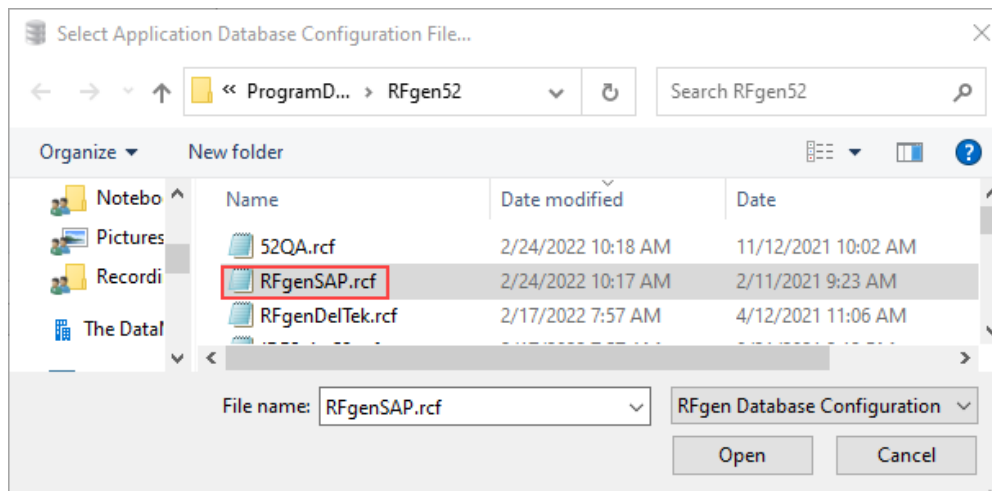 Select Application Database Configuration File...
« ProgramD... > RFgen52
Search RFgen52
Organize
New folder
Name Date modified Date
Notebo
Pictures
Recordi
The DataM
52QA.rcf 2/24/2022 10:18 AM 11/12/2021 10:02 AM
RFgenSAP.rcf 2/24/2022 10:17 AM 2/11/2021 9:23 AM
RFgenDelTek.rcf 2/17/2022 7:57 AM 4/12/2021 11:06 AM
File name: RFgenSAP.rcf
RFgen Database Configuration
Open
Cancel